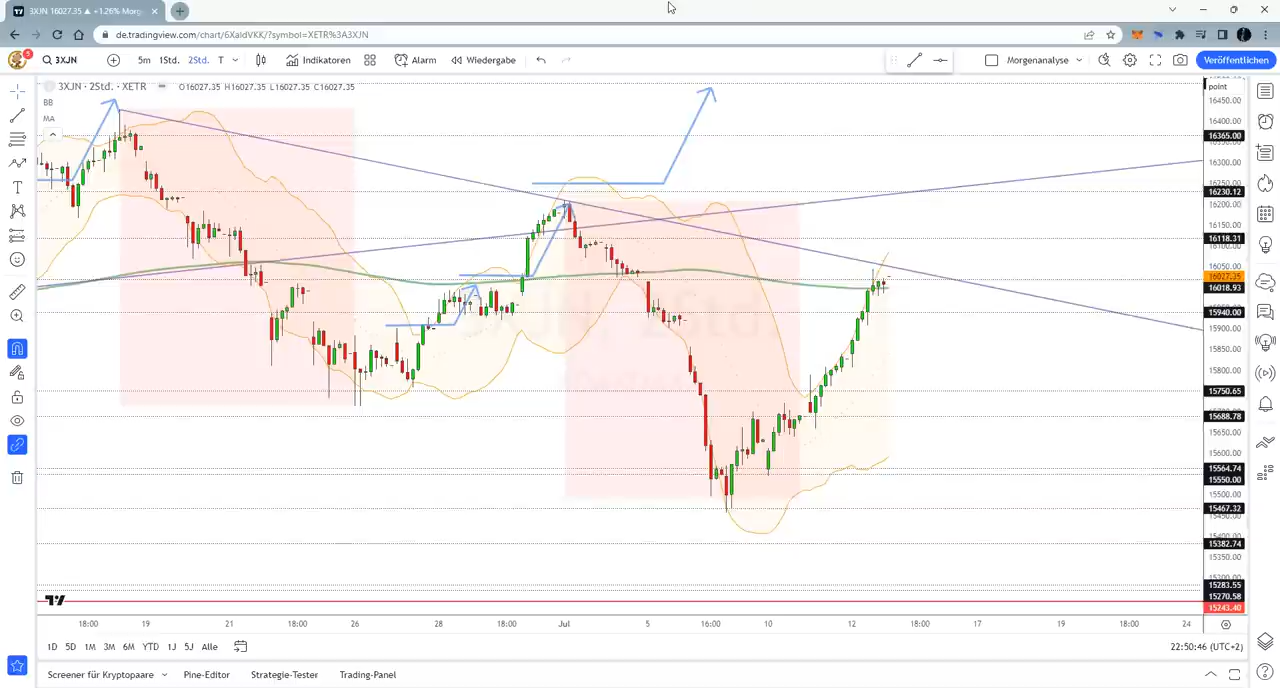 3XJN 16027.35 ▲ +1.26% Morg
de.tradingview.com/chart/6XaldVKK/?symbol=XETR%3A3XJN
3XJN
5m 1Std. 2Std. T
Indikatoren
Alarm
Wiedergabe
Morgenanalyse
Veröffentlichen
3XJN · 2Std. · XETR
O16027.35 H16027.35 L16027.35 C16027.35
BB
MA
point
16450.00
16400.00
16365.00
16300.00
16230.12
16200.00
16150.00
16118.31
16050.00
16027.35
16018.93
15940.00
15900.00
15850.00
15800.00
15750.65
15688.78
15650.00
15600.00
15564.74
15550.00
15500.00
15467.32
15382.74
15350.00
15283.55
15270.58
15243.40
18:00 19 21 18:00 26 28 18:00 Jul 5 16:00 10 12 18:00 17 19 18:00 24
1D 5D 1M 3M 6M YTD 1J 5J Alle
22:50:46 (UTC+2)
Screener für Kryptopaare
Pine-Editor
Strategie-Tester
Trading-Panel